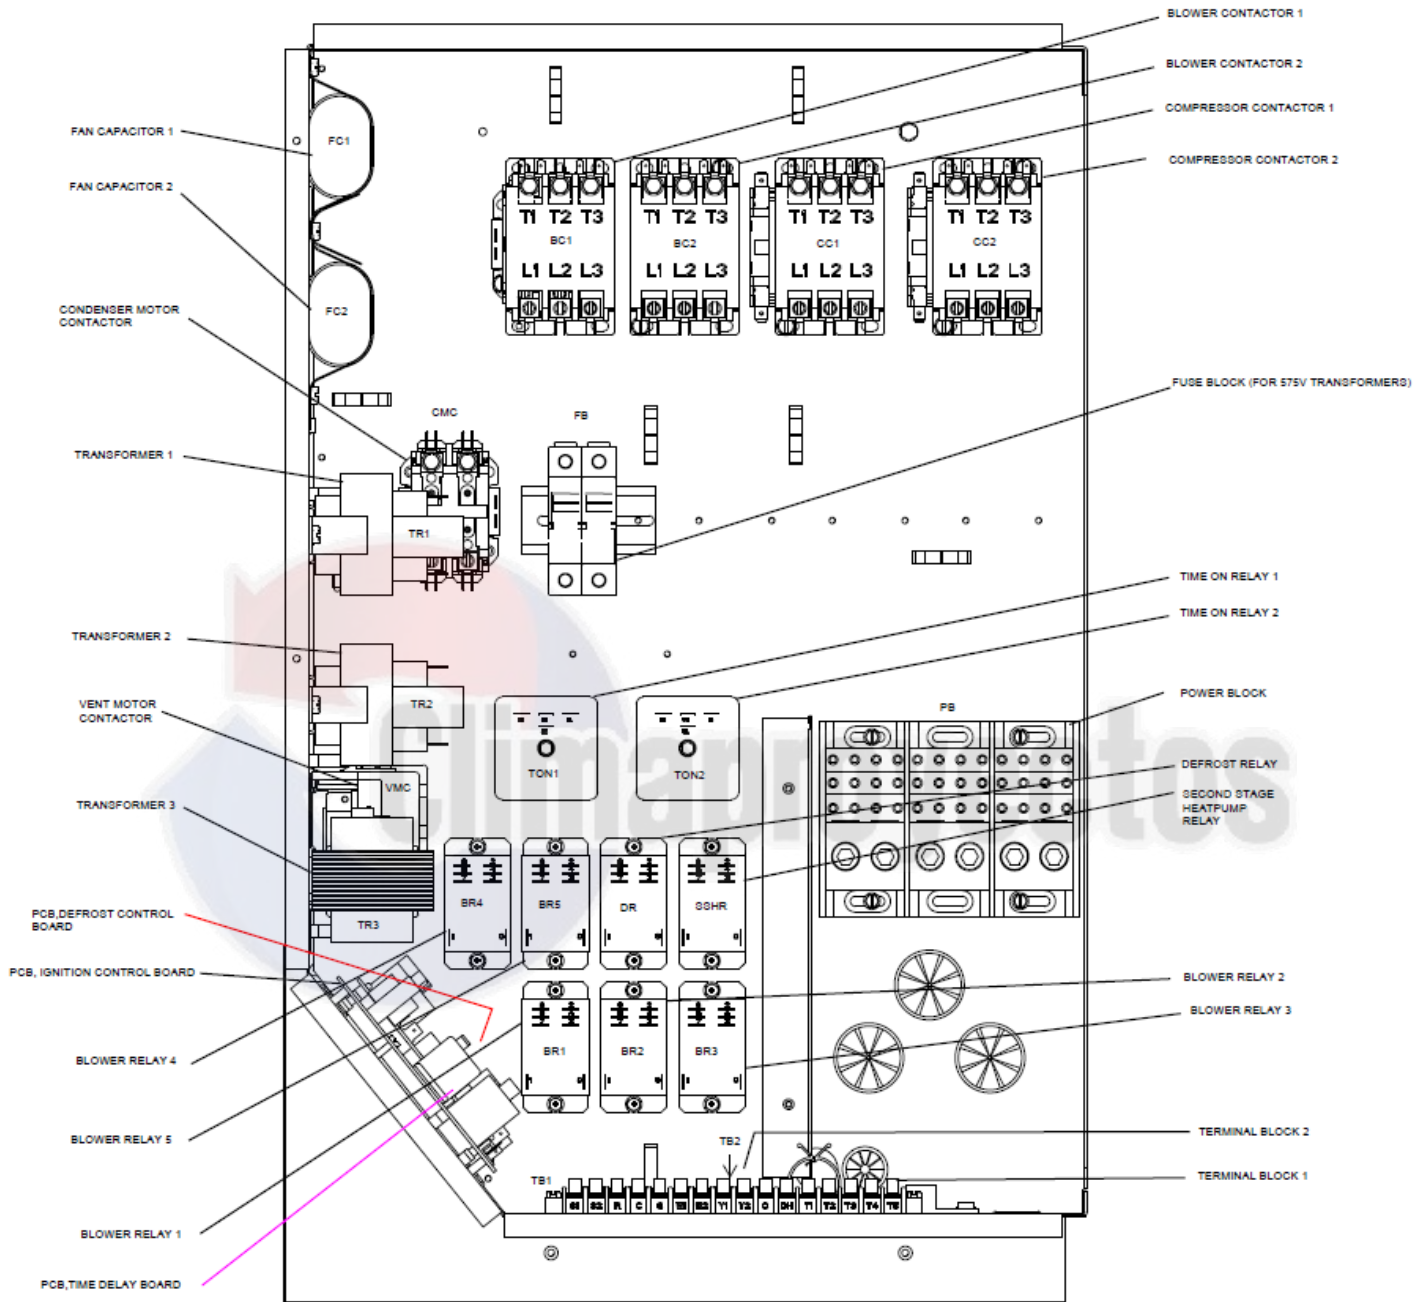 BLOWER CONTACTOR 1
BLOWER CONTACTOR 2
COMPRESSOR CONTACTOR 1
COMPRESSOR CONTACTOR 2
FAN CAPACITOR 1
FC1
FAN CAPACITOR 2
FC2
T1 T2 T3
BC1
L1 L2 L3
T1 T2 T3
BC2
L1 L2 L3
T1 T2 T3
CC1
L1 L2 L3
T1 T2 T3
CC2
L1 L2 L3
CONDENSER MOTOR
CONTACTOR
FUSE BLOCK (FOR 575V TRANSFORMERS)
CMC
FB
TRANSFORMER 1
TR1
TIME ON RELAY 1
TIME ON RELAY 2
TRANSFORMER 2
TR2
VENT MOTOR
CONTACTOR
VMC
POWER BLOCK
PB
TON1
TON2
Climaproyectos
DEFROST RELAY
SECOND STAGE
HEATPUMP
RELAY
TRANSFORMER 3
TR3
BR4
BR5
DR
SSHR
PCB,DEFROST CONTROL
BOARD
PCB, IGNITION CONTROL BOARD
BLOWER RELAY 2
BLOWER RELAY 3
BR1
BR2
BR3
BLOWER RELAY 4
BLOWER RELAY 5
TERMINAL BLOCK 2
TB2
TERMINAL BLOCK 1
TB1
R C G
Y1 Y2 O DH T1 T2 T3 T4 T5
BLOWER RELAY 1
PCB,TIME DELAY BOARD